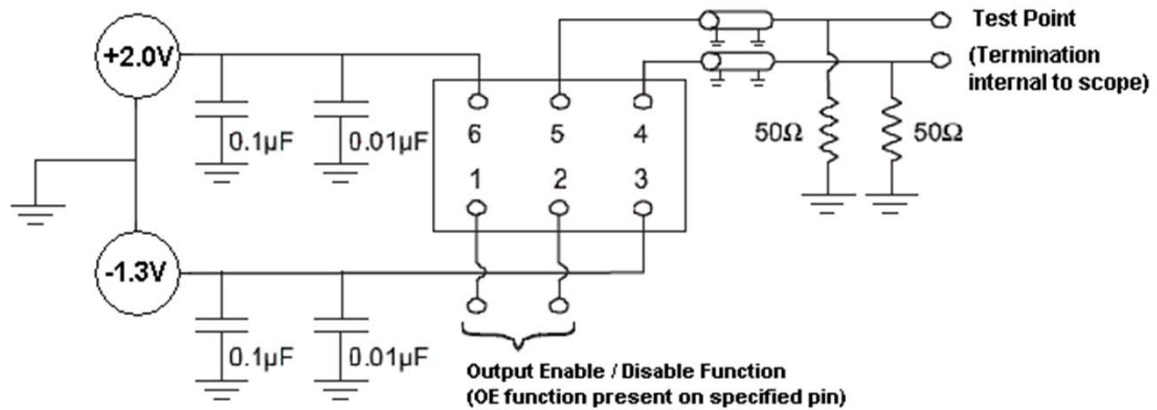 +2.0V
0.1µF
0.01µF
6
5
4
1
2
3
Test Point
(Termination
internal to scope)
50Ω
50Ω
-1.3V
0.1µF
0.01µF
Output Enable / Disable Function
(OE function present on specified pin)